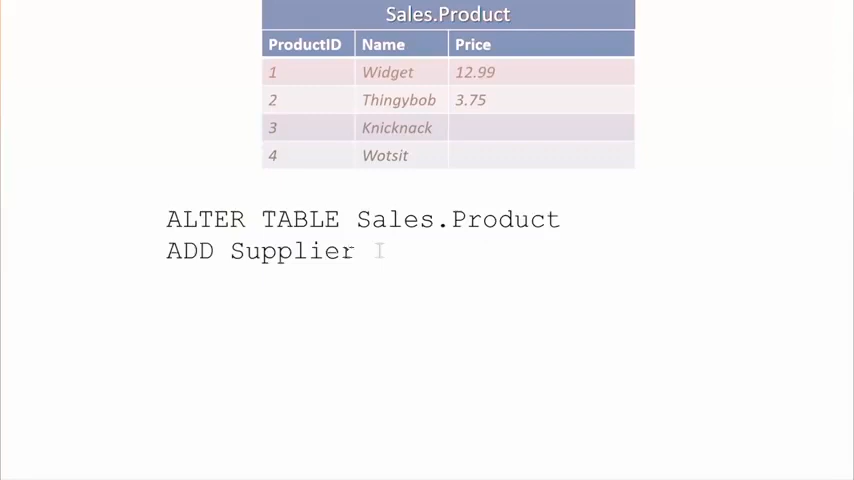 Sales.Product
ProductID Name Price
1 Widget 12.99
2 Thingybob 3.75
3 Knicknack
4 Wotsit
ALTER TABLE Sales.Product
ADD Supplier I